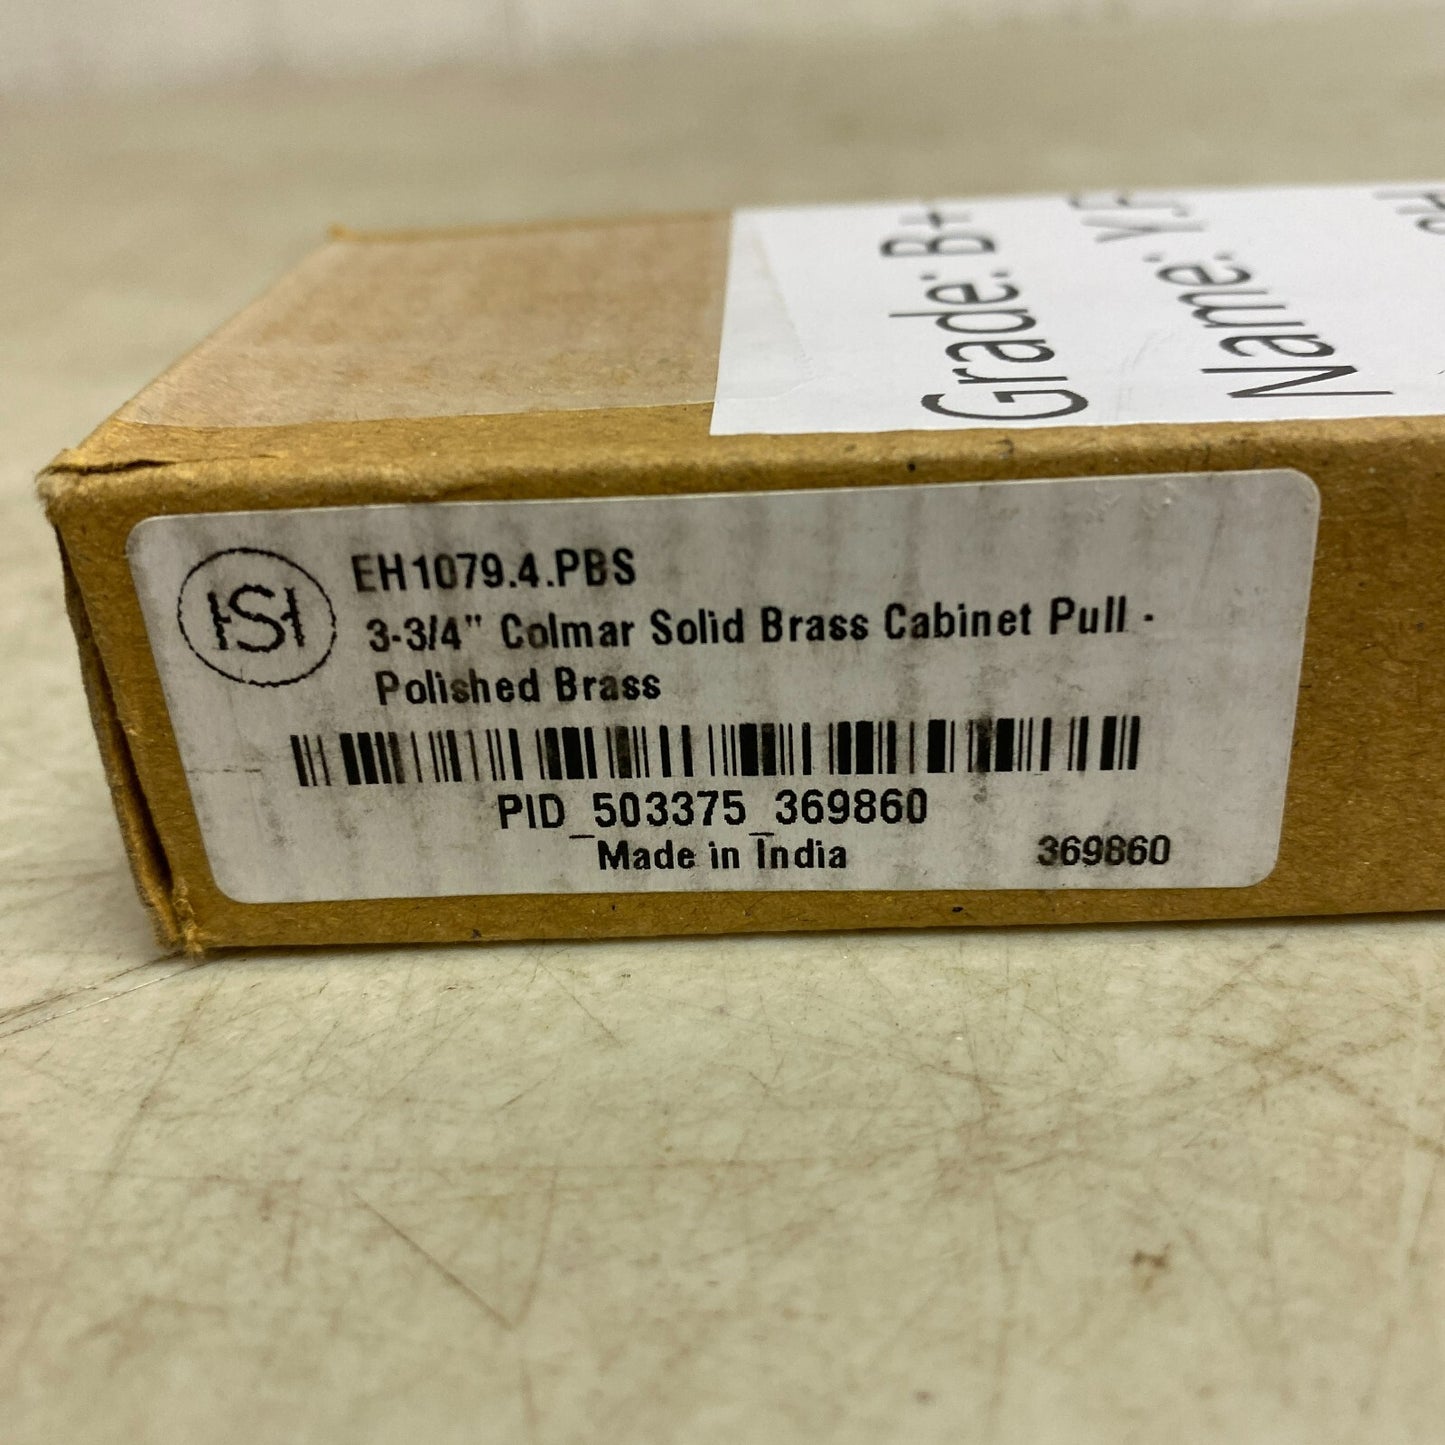 Grade: B+
Name:
HSH
EH1079.4.PBS
3-3/4" Colmar Solid Brass Cabinet Pull -
Polished Brass
PID_503375_369860
Made in India 369860